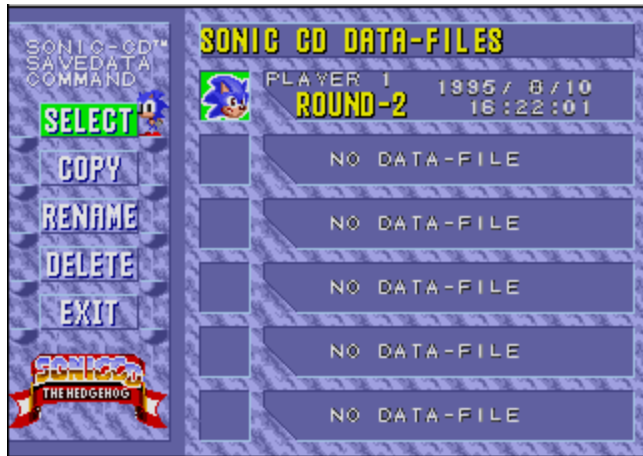 SONIC-CD™
SAVEDATA
COMMAND
SELECT
COPY
RENAME
DELETE
EXIT
SONIC CD
THE HEDGEHOG
SONIC CD DATA-FILES
PLAYER 1
ROUND-2
1995/ 8/10
16:22:01
NO DATA-FILE
NO DATA-FILE
NO DATA-FILE
NO DATA-FILE
NO DATA-FILE